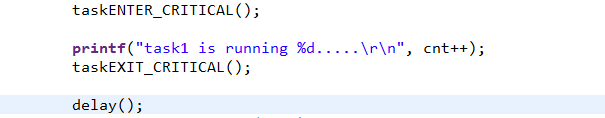 taskENTER_CRITICAL();
printf("task1 is running %d.....\r\n", cnt++);
taskEXIT_CRITICAL();
delay();